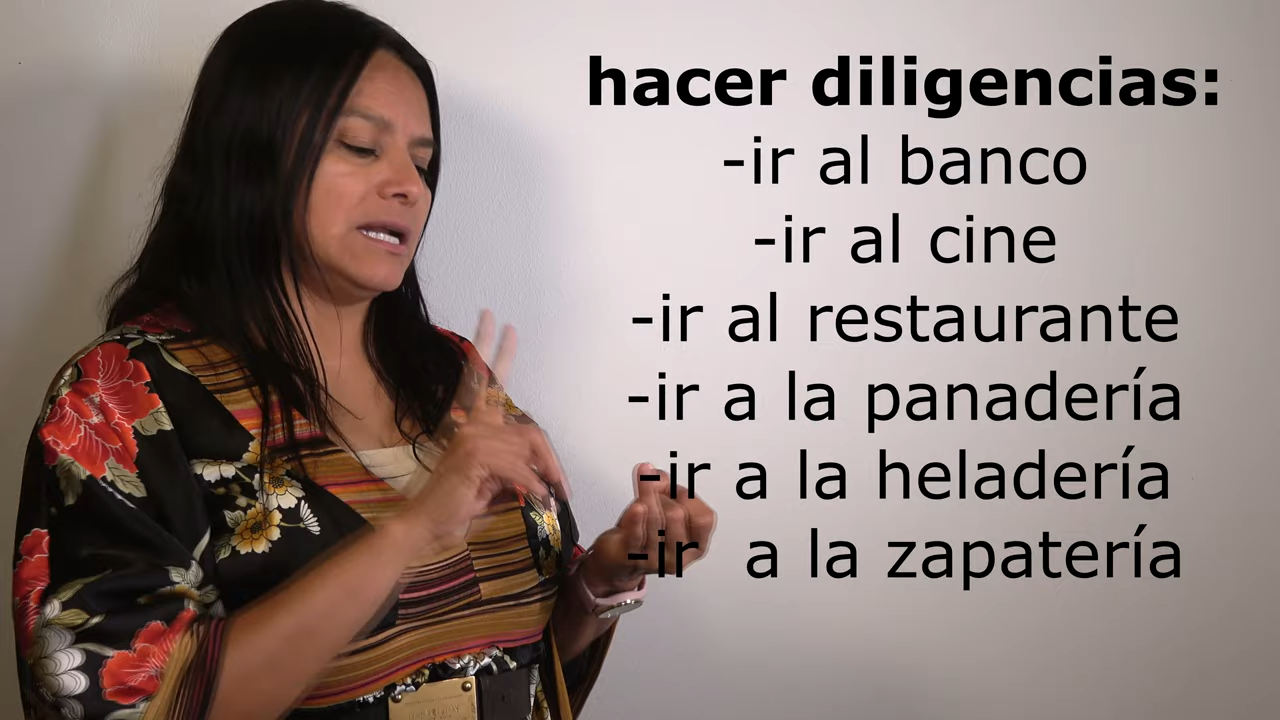 hacer diligencias:
-ir al banco
-ir al cine
-ir al restaurante
-ir a la panadería
-ir a la heladería
-ir a la zapatería